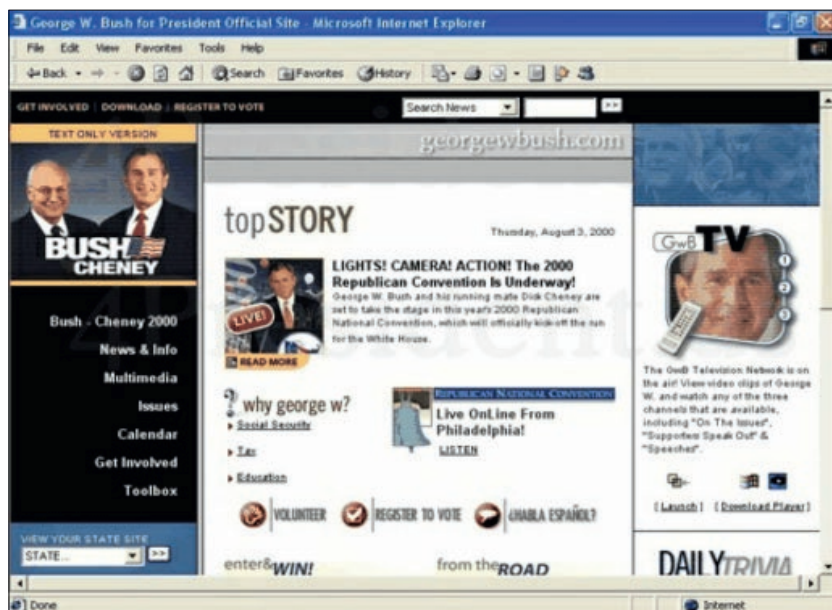 George W. Bush for President Official Site - Microsoft Internet Explorer
File Edit View Favorites Tools Help
Back Search Favorites History
GET INVOLVED | DOWNLOAD | REGISTER TO VOTE Search News >>
TEXT ONLY VERSION
BUSH
CHENEY
Bush - Cheney 2000
News & Info
Multimedia
Issues
Calendar
Get Involved
Toolbox
VIEW YOUR STATE SITE
STATE... >>
georgewbush.com
topSTORY
Thursday, August 3, 2000
LIVE!
READ MORE
LIGHTS! CAMERA! ACTION! The 2000
Republican Convention Is Underway!
George W. Bush and his running mate Dick Cheney are
set to take the stage in this year's 2000 Republican
National Convention, which will officially kick-off the run
for the White House.
why george w?
Social Security
Tax
Education
REPUBLICAN NATIONAL CONVENTION
Live OnLine From
Philadelphia!
LISTEN
VOLUNTEER REGISTER TO VOTE ¿HABLA ESPAÑOL?
enter&WIN!
from theROAD
GwB TV
1
2
3
The GwB Television Network is on
the air! View video clips of George
W. and watch any of the three
channels that are available,
including "On The Issues",
"Supporters Speak Out" &
"Speeches".
[ Launch ] [ Download Player ]
DAILYTRIVIA
Done Internet